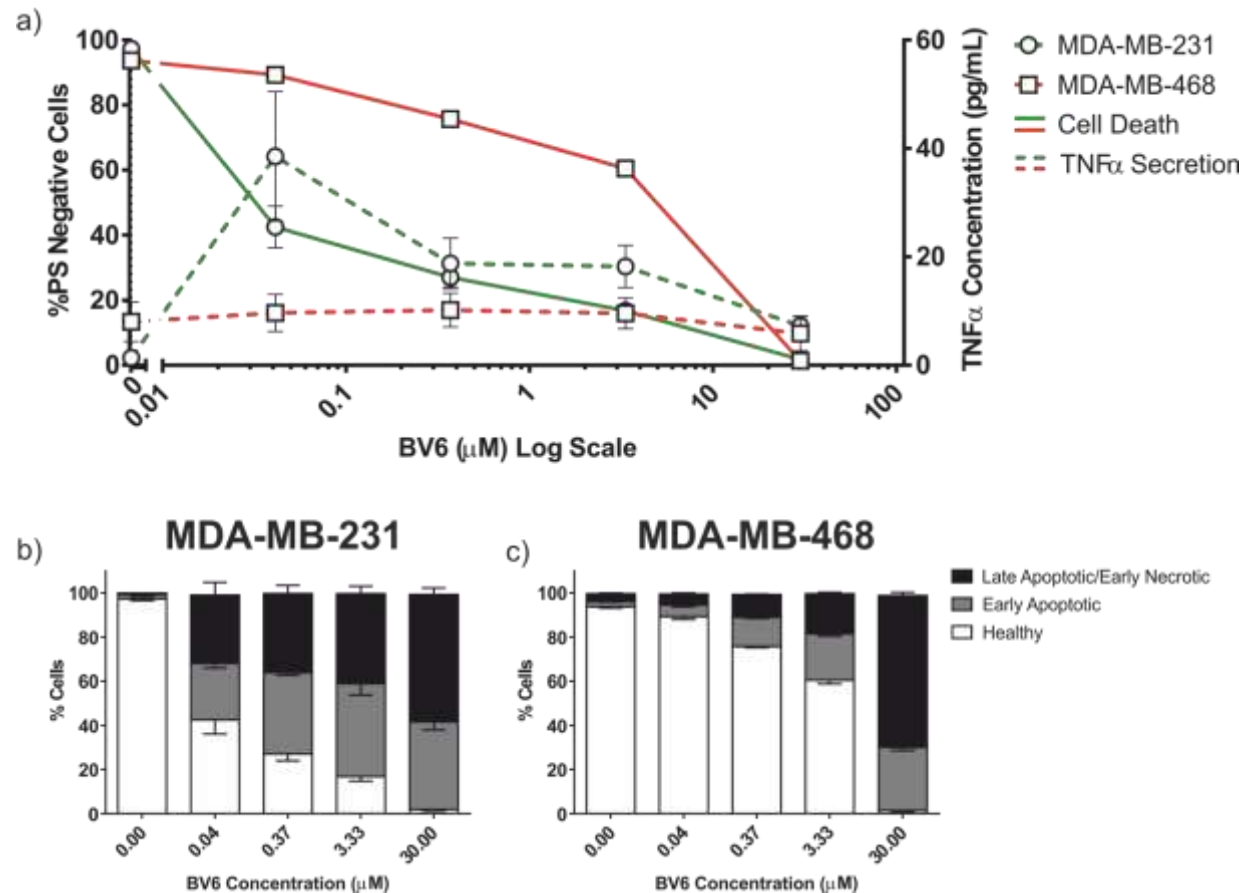 a)
100
80
60
40
20
0
%PS Negative Cells
60
40
20
0
TNFα Concentration (pg/mL)
MDA-MB-231
MDA-MB-468
Cell Death
TNFα Secretion
0
0.01
0.1
1
10
100
BV6 (μM) Log Scale
b)
MDA-MB-231
100
80
60
40
20
0
% Cells
0.00
0.04
0.37
3.33
30.00
BV6 Concentration (μM)
c)
MDA-MB-468
100
80
60
40
20
0
% Cells
0.00
0.04
0.37
3.33
30.00
BV6 Concentration (μM)
Late Apoptotic/Early Necrotic
Early Apoptotic
Healthy